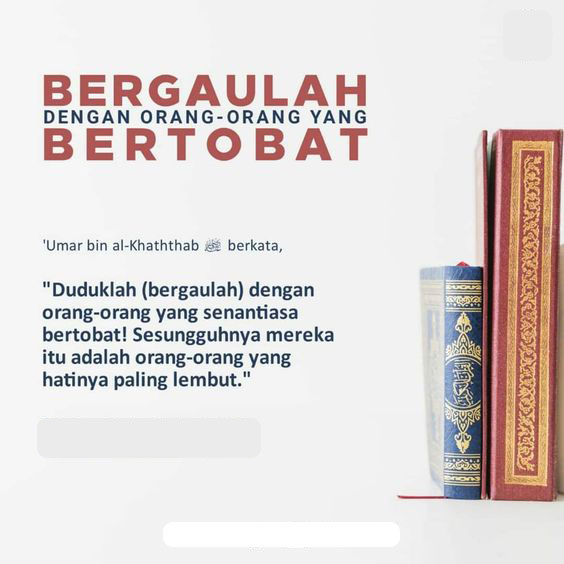 BERGAULAH
DENGAN ORANG-ORANG YANG
BERTOBAT
'Umar bin al-Khaththab berkata,
"Duduklah (bergaulah) dengan
orang-orang yang senantiasa
bertobat! Sesungguhnya mereka
itu adalah orang-orang yang
hatinya paling lembut."